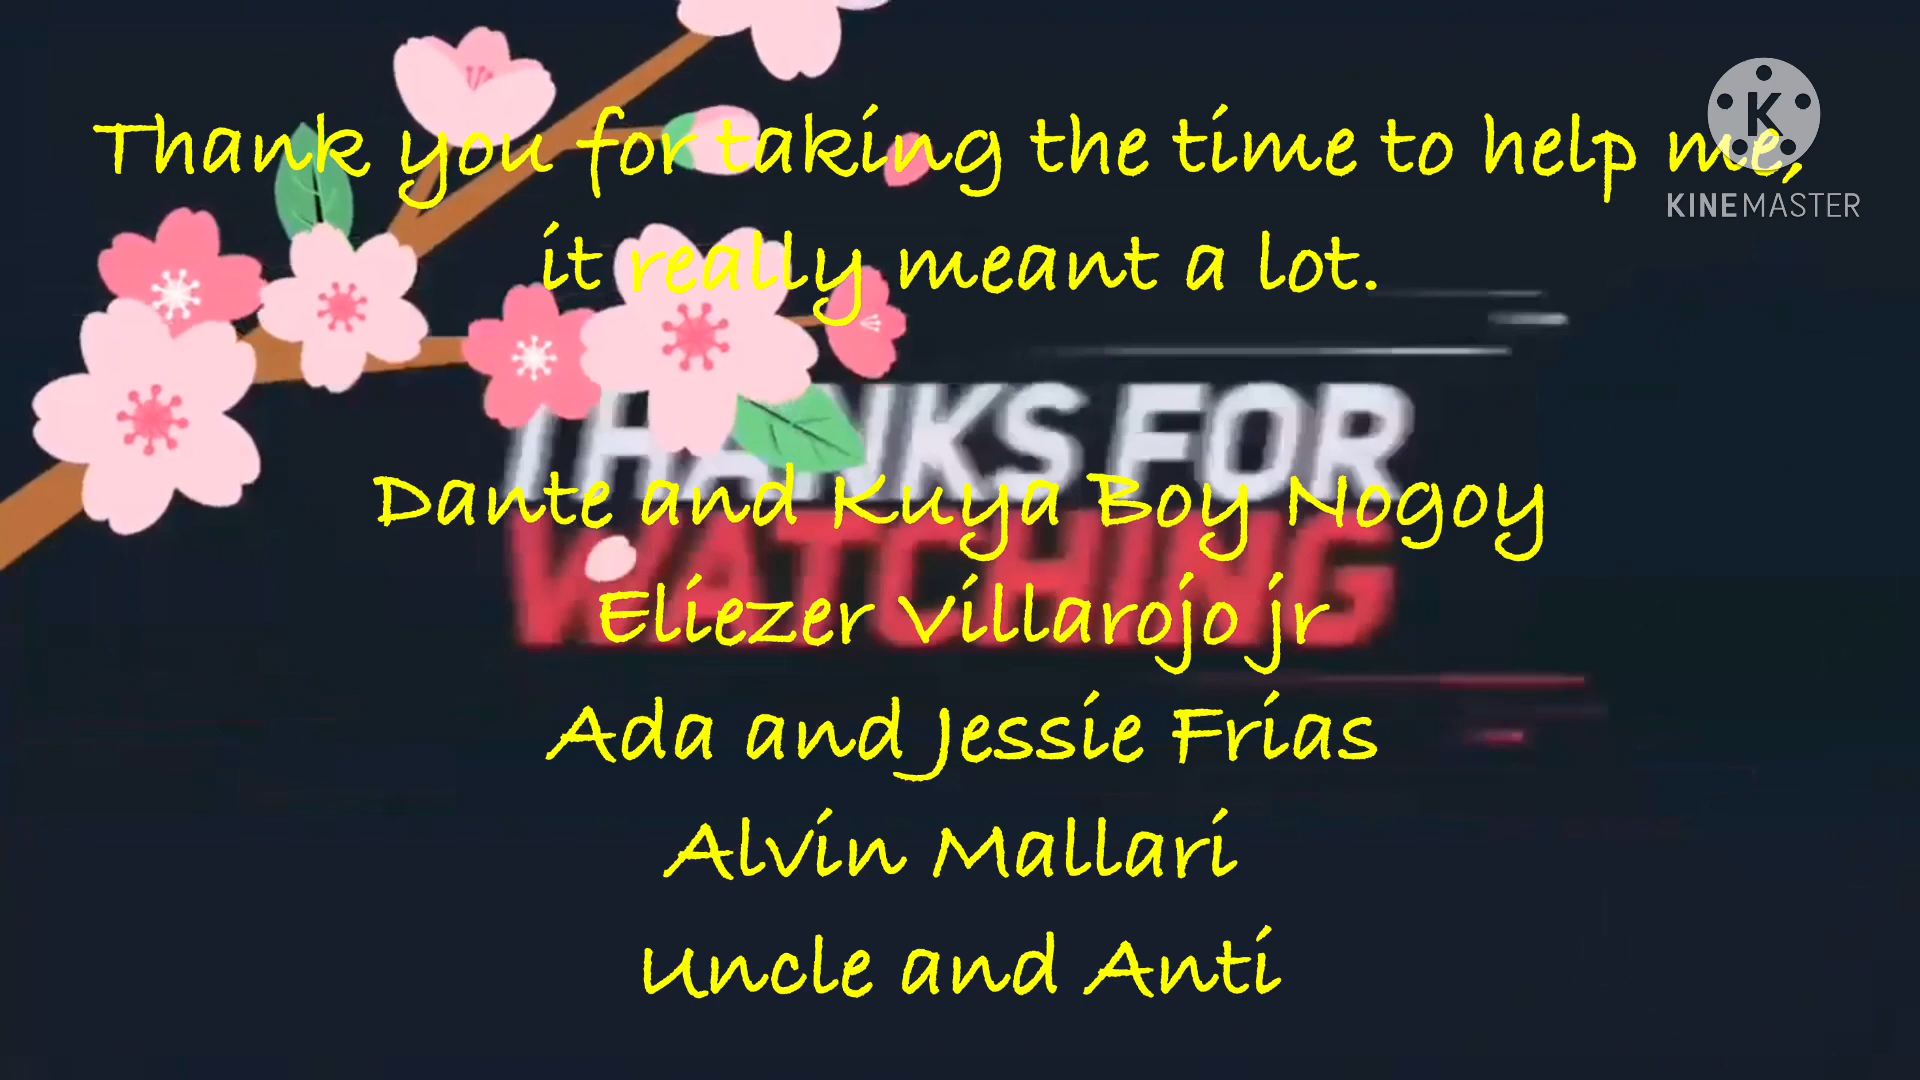 Thank you for taking the time to help me,
KINEMASTER
it really meant a lot.
THANKS FOR
Dante and Kuya Boy Nogoy
WATCHING
Eliezer Villarojo jr
Ada and Jessie Frias
Alvin Mallari
Uncle and Anti